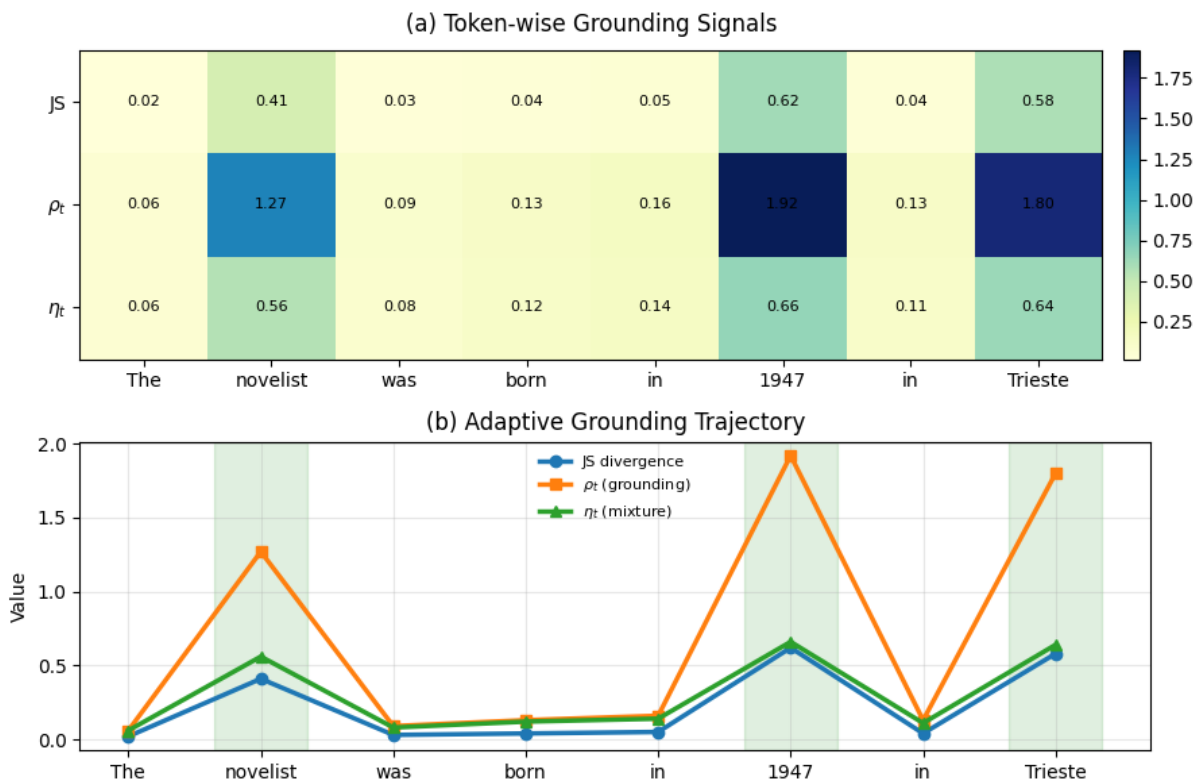 (a) Token-wise Grounding Signals
JS 0.02 0.41 0.03 0.04 0.05 0.62 0.04 0.58
ρₜ 0.06 1.27 0.09 0.13 0.16 1.92 0.13 1.80
ηₜ 0.06 0.56 0.08 0.12 0.14 0.66 0.11 0.64
The novelist was born in 1947 in Trieste
1.75
1.50
1.25
1.00
0.75
0.50
0.25
(b) Adaptive Grounding Trajectory
Value
2.0
1.5
1.0
0.5
0.0
JS divergence
ρₜ (grounding)
ηₜ (mixture)
The novelist was born in 1947 in Trieste